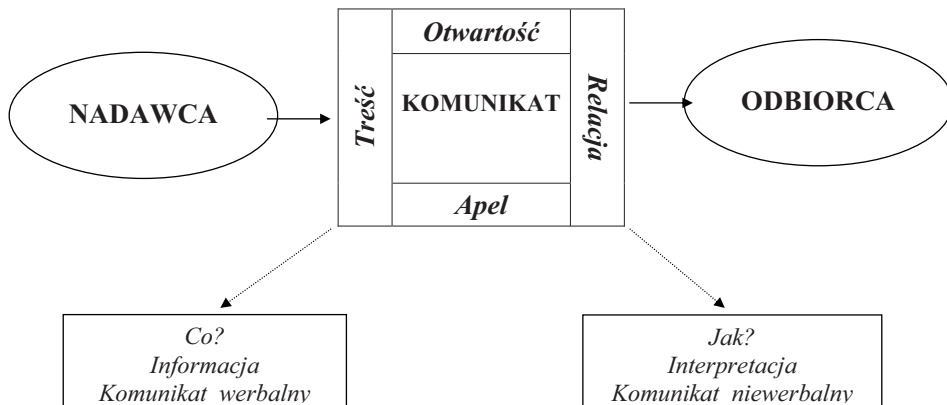 Otwartość
NADAWCA
Treść
KOMUNIKAT
Relacja
ODBIORCA
Apel
Co?
Informacja
Komunikat werbalny
Jak?
Interpretacja
Komunikat niewerbalny